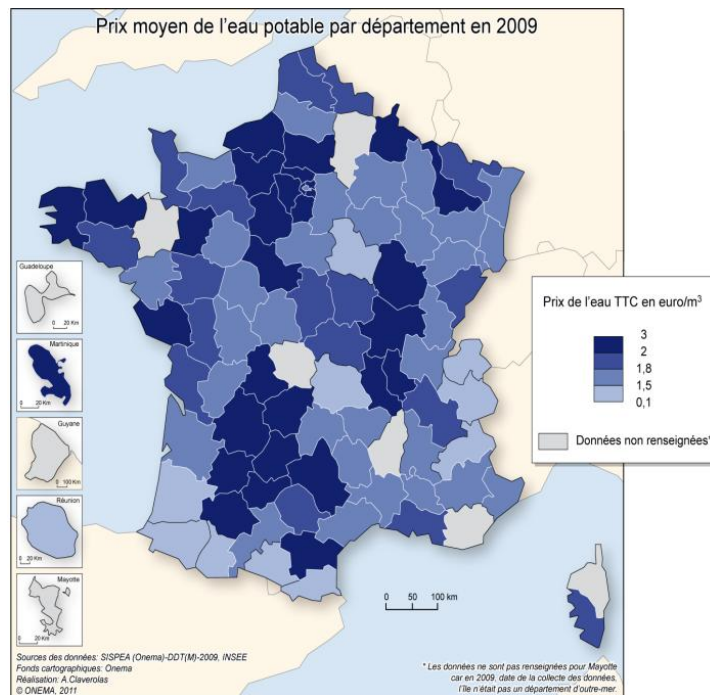 Prix moyen de l'eau potable par département en 2009
Guadeloupe
0 20 Km
Martinique
0 20 Km
Guyane
0 100 Km
Réunion
0 20 Km
Mayotte
0 20 Km
Prix de l'eau TTC en euro/m³
3
2
1,8
1,5
0,1
Données non renseignées*
0 50 100 km
Sources des données: SISPEA (Onema)-DDT(M)-2009, INSEE
Fonds cartographiques: Onema
Réalisation: A.Claverolas
© ONEMA, 2011
* Les données ne sont pas renseignées pour Mayotte
car en 2009, date de la collecte des données,
l'île n'était pas un département d'outre-mer.